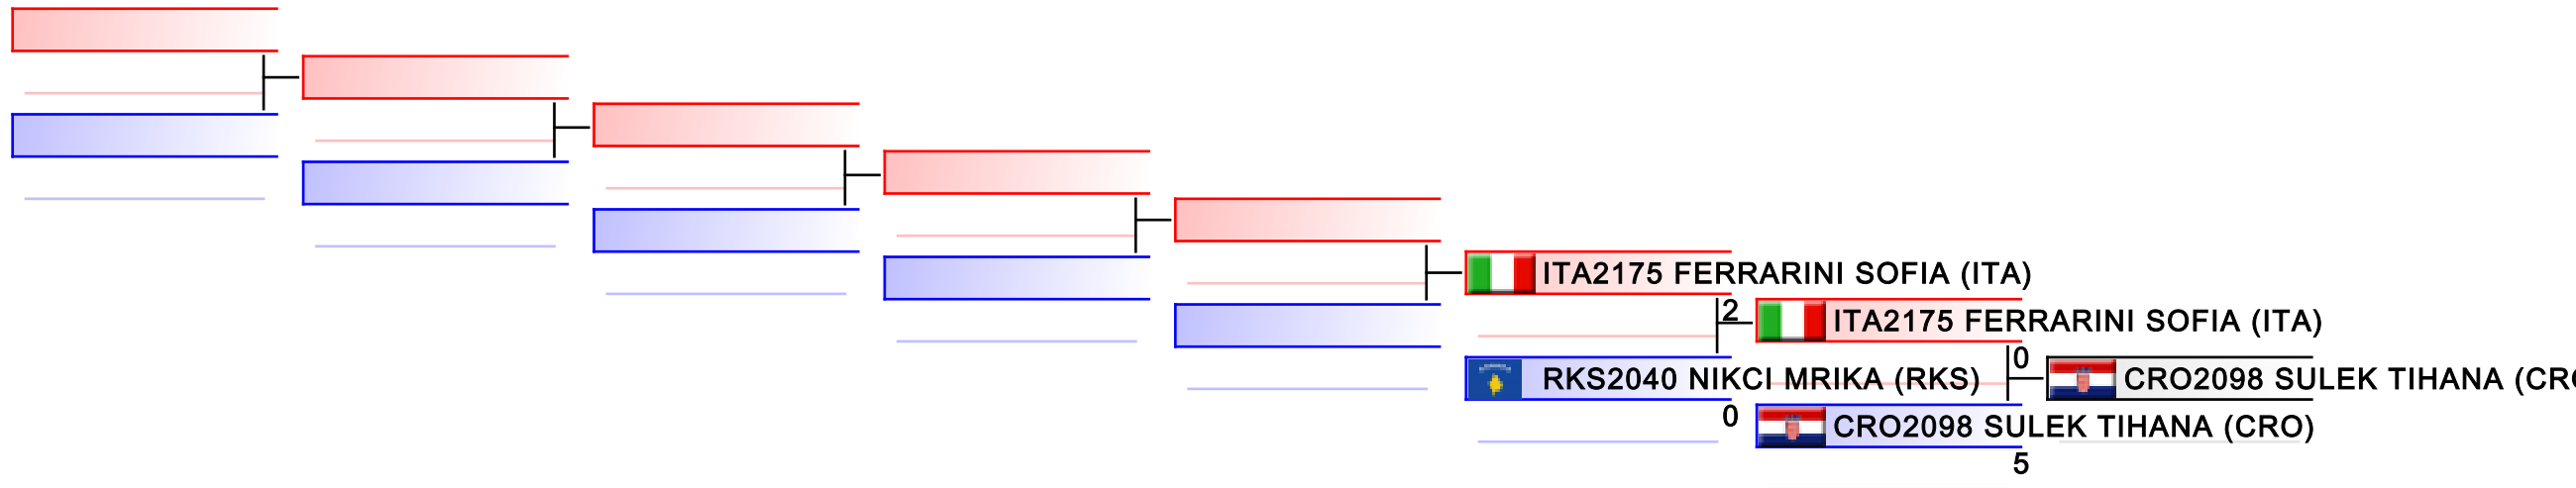 ITA2175 FERRARINI SOFIA (ITA)
2
ITA2175 FERRARINI SOFIA (ITA)
RKS2040 NIKCI MRIKA (RKS)
0
0
CRO2098 SULEK TIHANA (CRO
CRO2098 SULEK TIHANA (CRO)
5